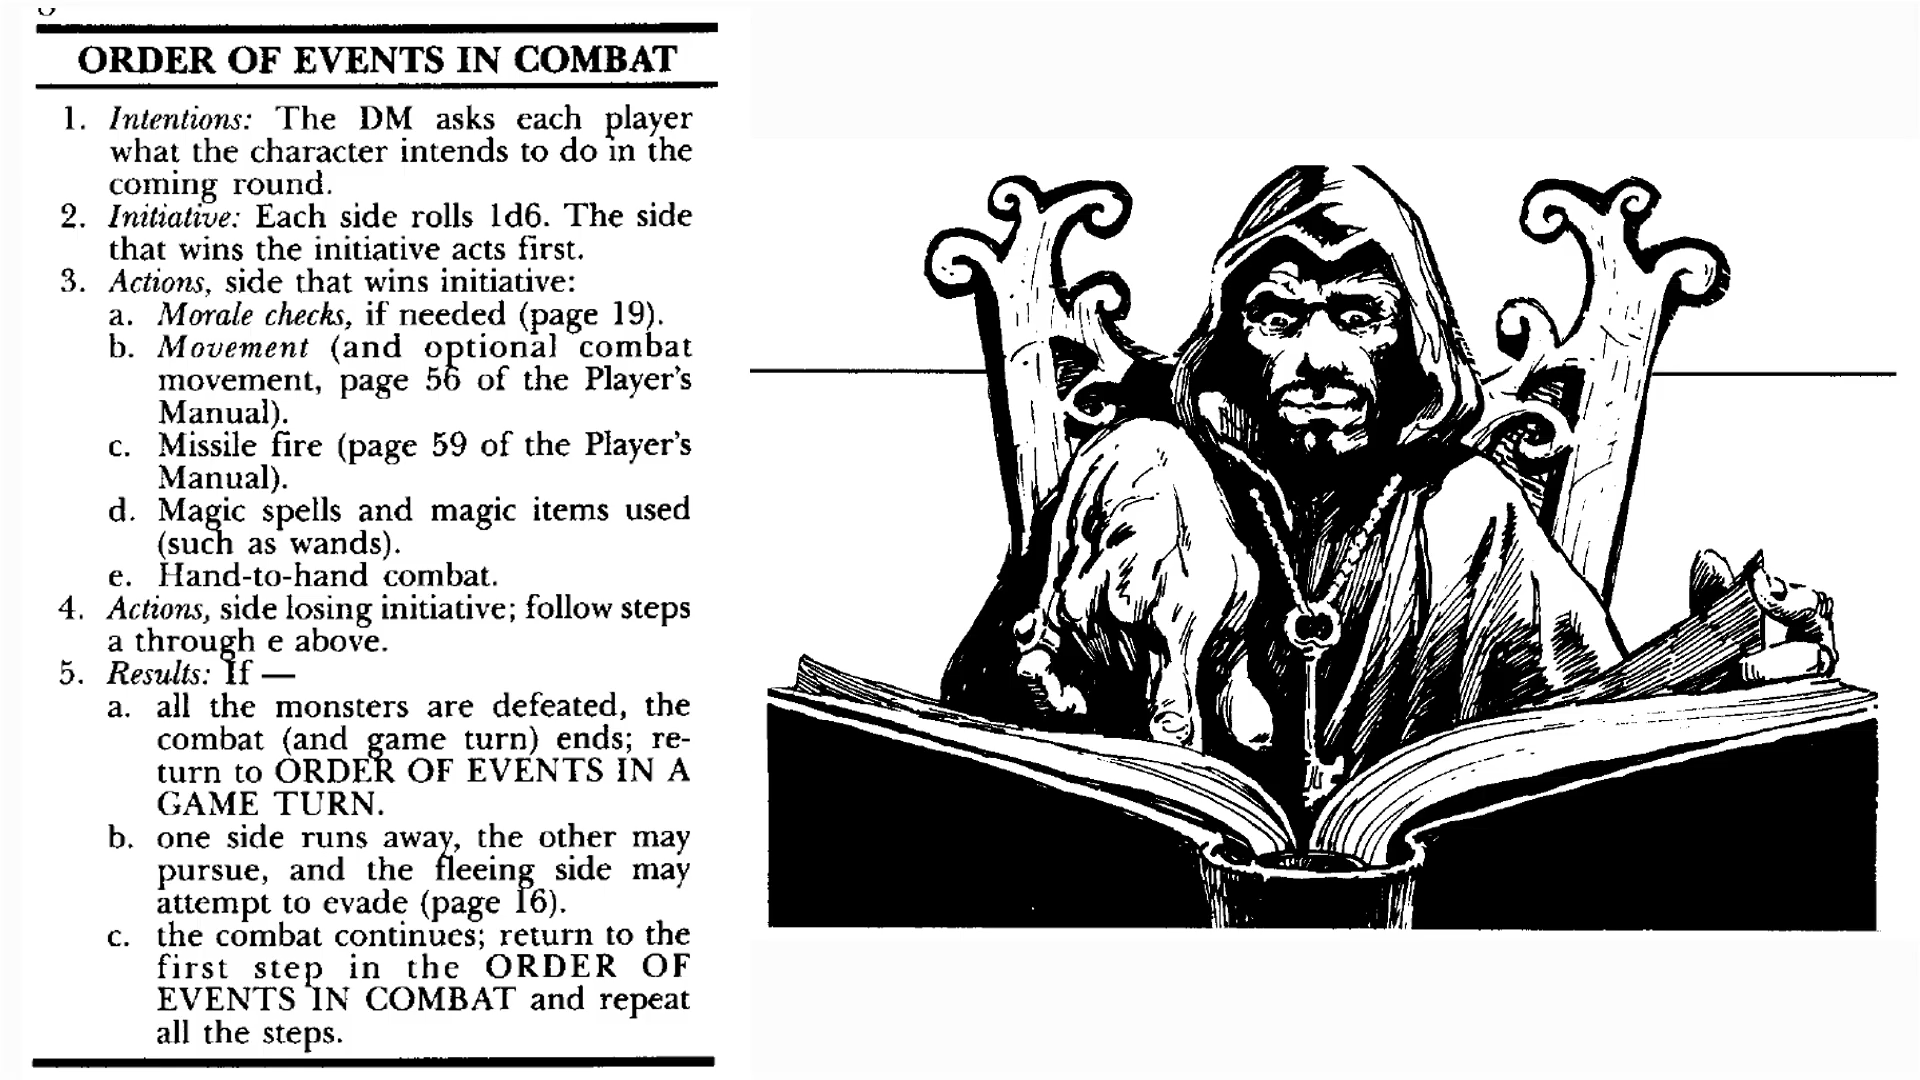 ORDER OF EVENTS IN COMBAT
1. Intentions: The DM asks each player
what the character intends to do in the
coming round.
2. Initiative: Each side rolls 1d6. The side
that wins the initiative acts first.
3. Actions, side that wins initiative:
a. Morale checks, if needed (page 19).
b. Movement (and optional combat
movement, page 56 of the Player's
Manual).
c. Missile fire (page 59 of the Player's
Manual).
d. Magic spells and magic items used
(such as wands).
e. Hand-to-hand combat.
4. Actions, side losing initiative; follow steps
a through e above.
5. Results: If —
a. all the monsters are defeated, the
combat (and game turn) ends; re-
turn to ORDER OF EVENTS IN A
GAME TURN.
b. one side runs away, the other may
pursue, and the fleeing side may
attempt to evade (page 16).
c. the combat continues; return to the
first step in the ORDER OF
EVENTS IN COMBAT and repeat
all the steps.